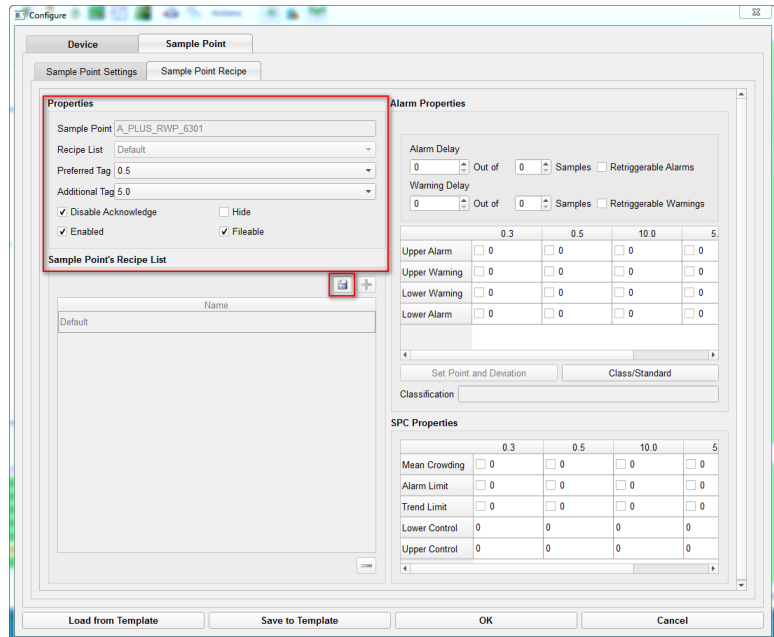 Configure
Actions
Device
Sample Point
Sample Point Settings
Sample Point Recipe
Properties
Sample Point A_PLUS_RWP_6301
Recipe List Default
Preferred Tag 0.5
Additional Tag 5.0
Disable Acknowledge
Hide
Enabled
Fileable
Sample Point's Recipe List
Name
Default
Alarm Properties
Alarm Delay
0 Out of 0 Samples Retriggerable Alarms
Warning Delay
0 Out of 0 Samples Retriggerable Warnings
0.3 0.5 10.0 5.
Upper Alarm 0 0 0 0
Upper Warning 0 0 0 0
Lower Warning 0 0 0 0
Lower Alarm 0 0 0 0
Set Point and Deviation
Class/Standard
Classification
SPC Properties
0.3 0.5 10.0 5
Mean Crowding 0 0 0 0
Alarm Limit 0 0 0 0
Trend Limit 0 0 0 0
Lower Control 0 0 0 0
Upper Control 0 0 0 0
Load from Template
Save to Template
OK
Cancel